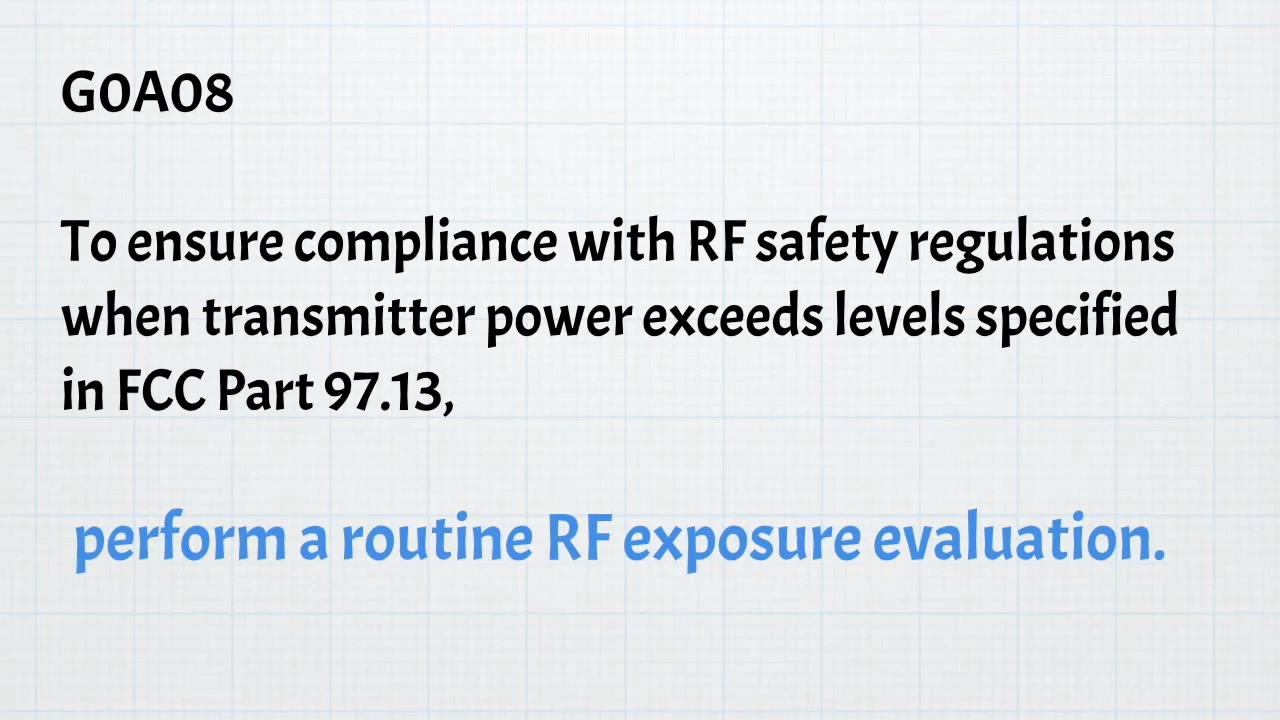 G0A08
To ensure compliance with RF safety regulations
when transmitter power exceeds levels specified
in FCC Part 97.13,
perform a routine RF exposure evaluation.